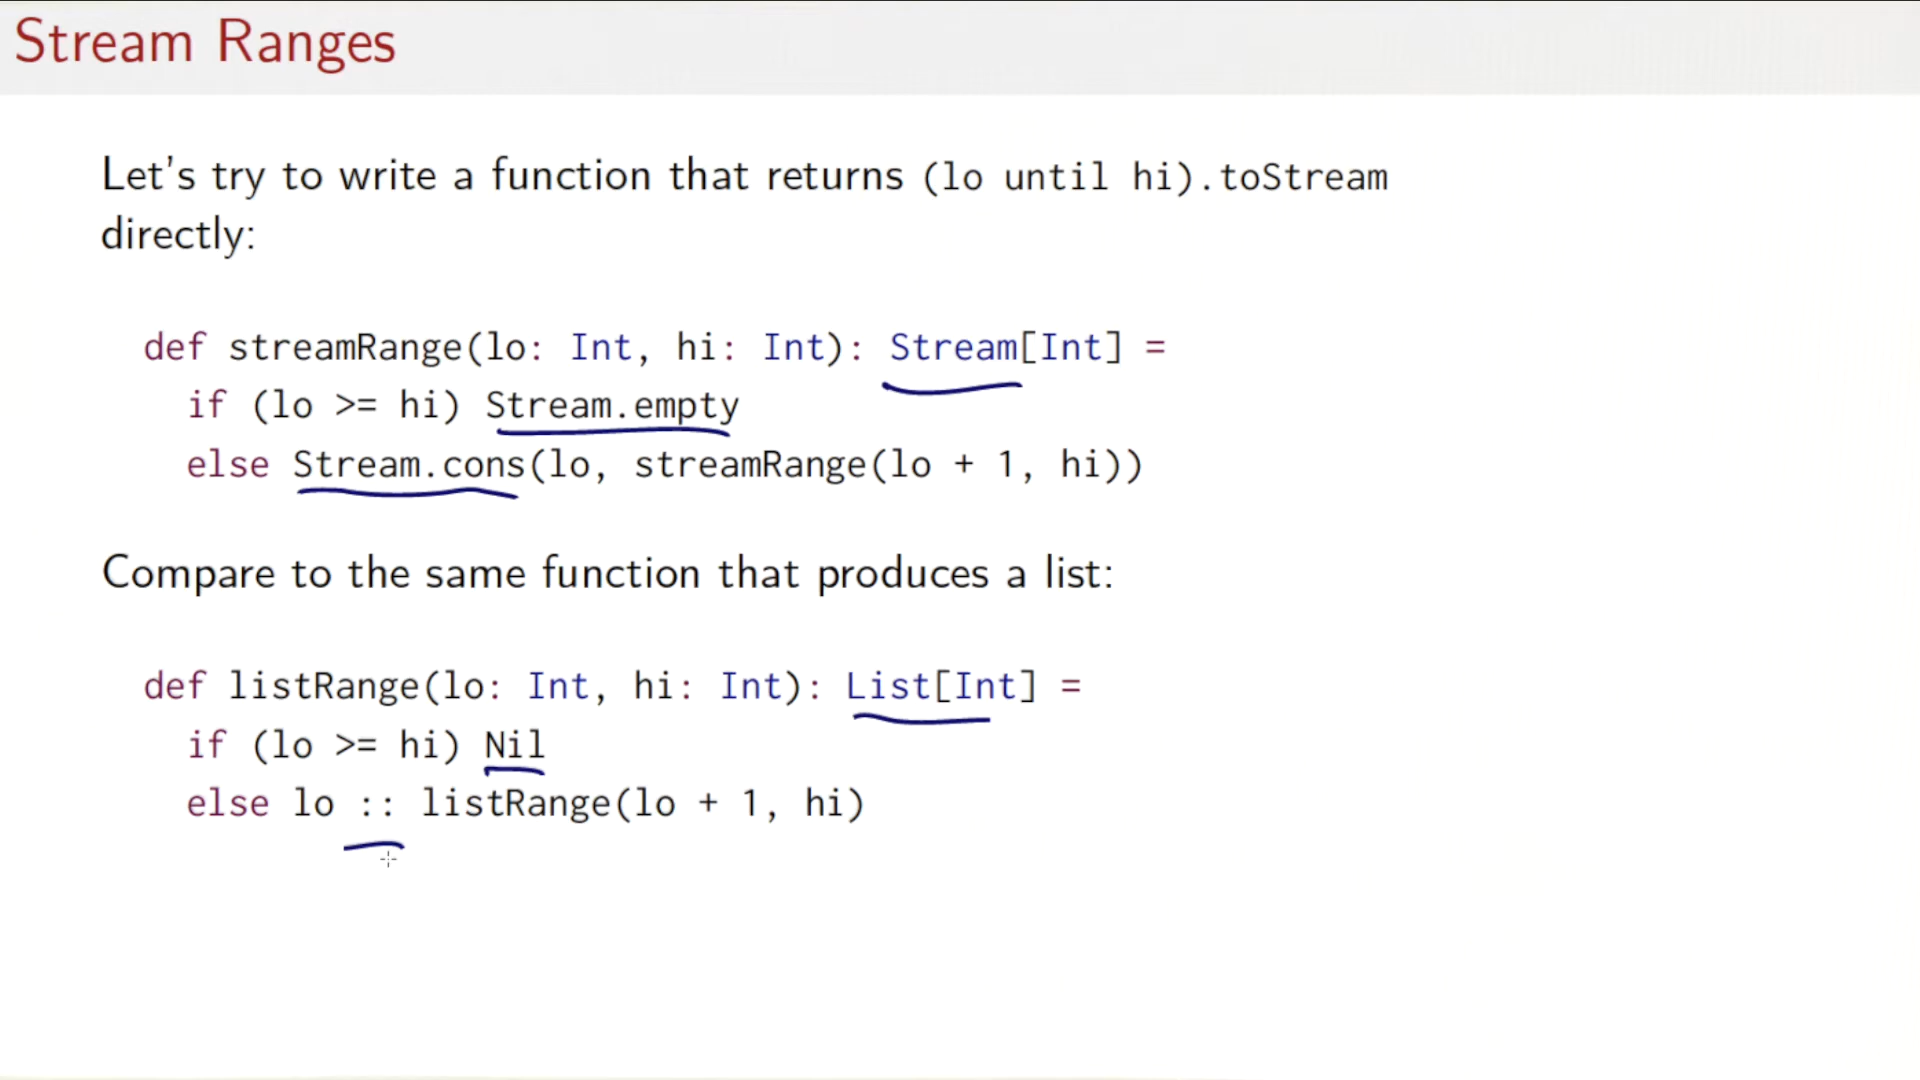 Stream Ranges
Let's try to write a function that returns (lo until hi).toStream
directly:
def streamRange(lo: Int, hi: Int): Stream[Int] =
if (lo >= hi) Stream.empty
else Stream.cons(lo, streamRange(lo + 1, hi))
Compare to the same function that produces a list:
def listRange(lo: Int, hi: Int): List[Int] =
if (lo >= hi) Nil
else lo :: listRange(lo + 1, hi)